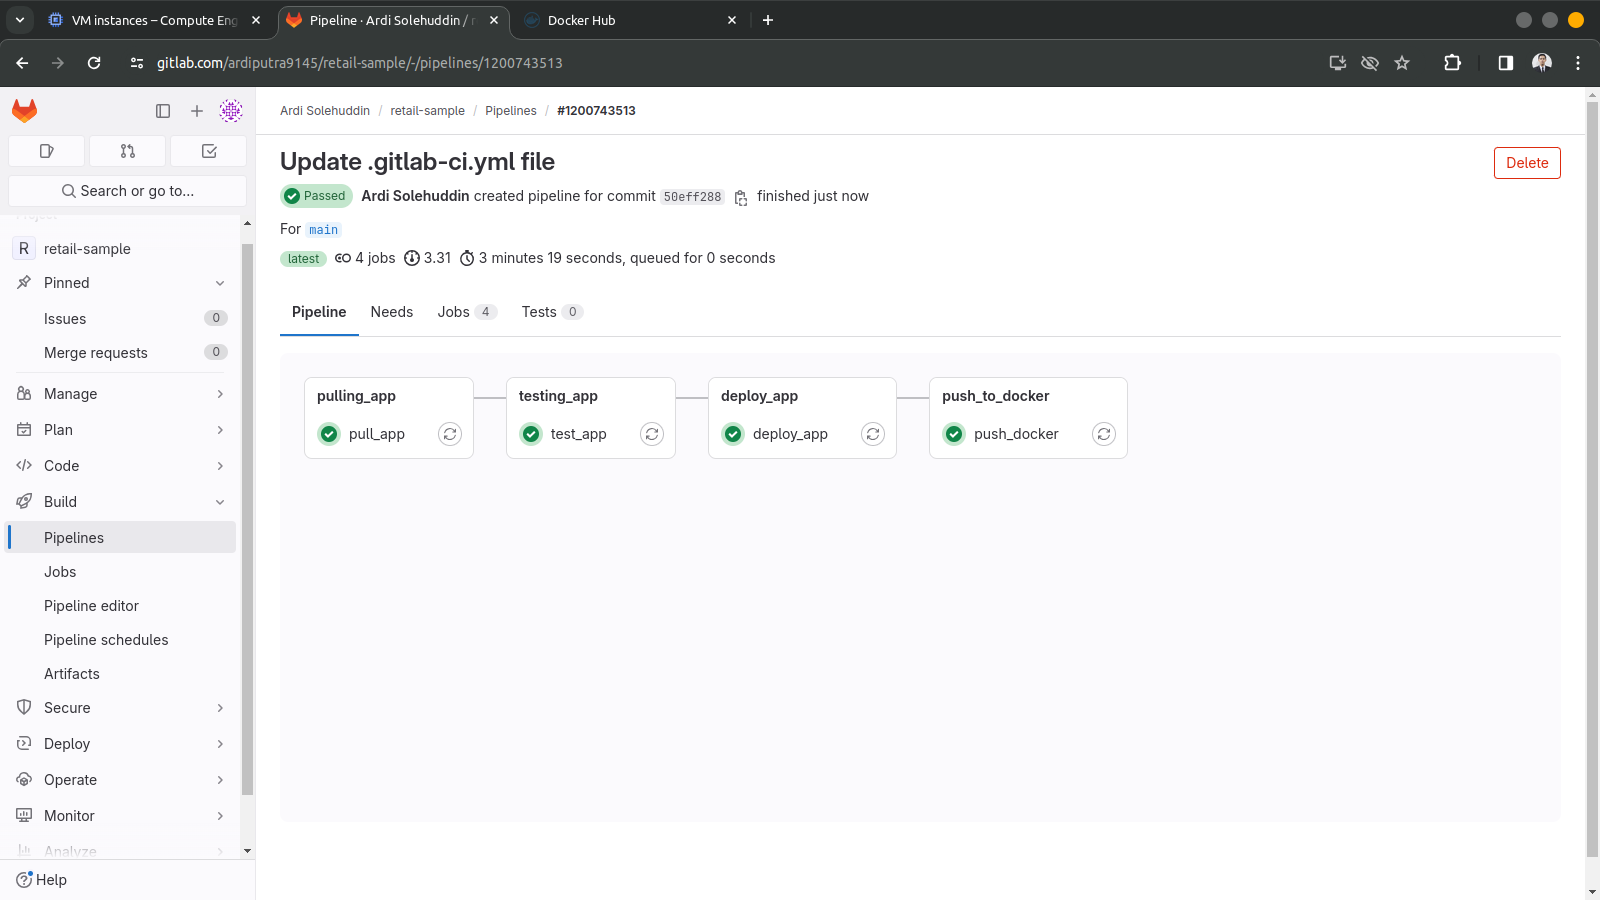 VM instances – Compute Eng
Pipeline · Ardi Solehuddin / r
Docker Hub
gitlab.com/ardiputra9145/retail-sample/-/pipelines/1200743513
Ardi Solehuddin / retail-sample / Pipelines / #1200743513
Update .gitlab-ci.yml file
Delete
Passed Ardi Solehuddin created pipeline for commit 50eff288 finished just now
For main
latest 4 jobs 3.31 3 minutes 19 seconds, queued for 0 seconds
Pipeline Needs Jobs 4 Tests 0
pulling_app
pull_app
testing_app
test_app
deploy_app
deploy_app
push_to_docker
push_docker
Search or go to...
Project
R retail-sample
Pinned
Issues 0
Merge requests 0
Manage
Plan
Code
Build
Pipelines
Jobs
Pipeline editor
Pipeline schedules
Artifacts
Secure
Deploy
Operate
Monitor
Analyze
Help